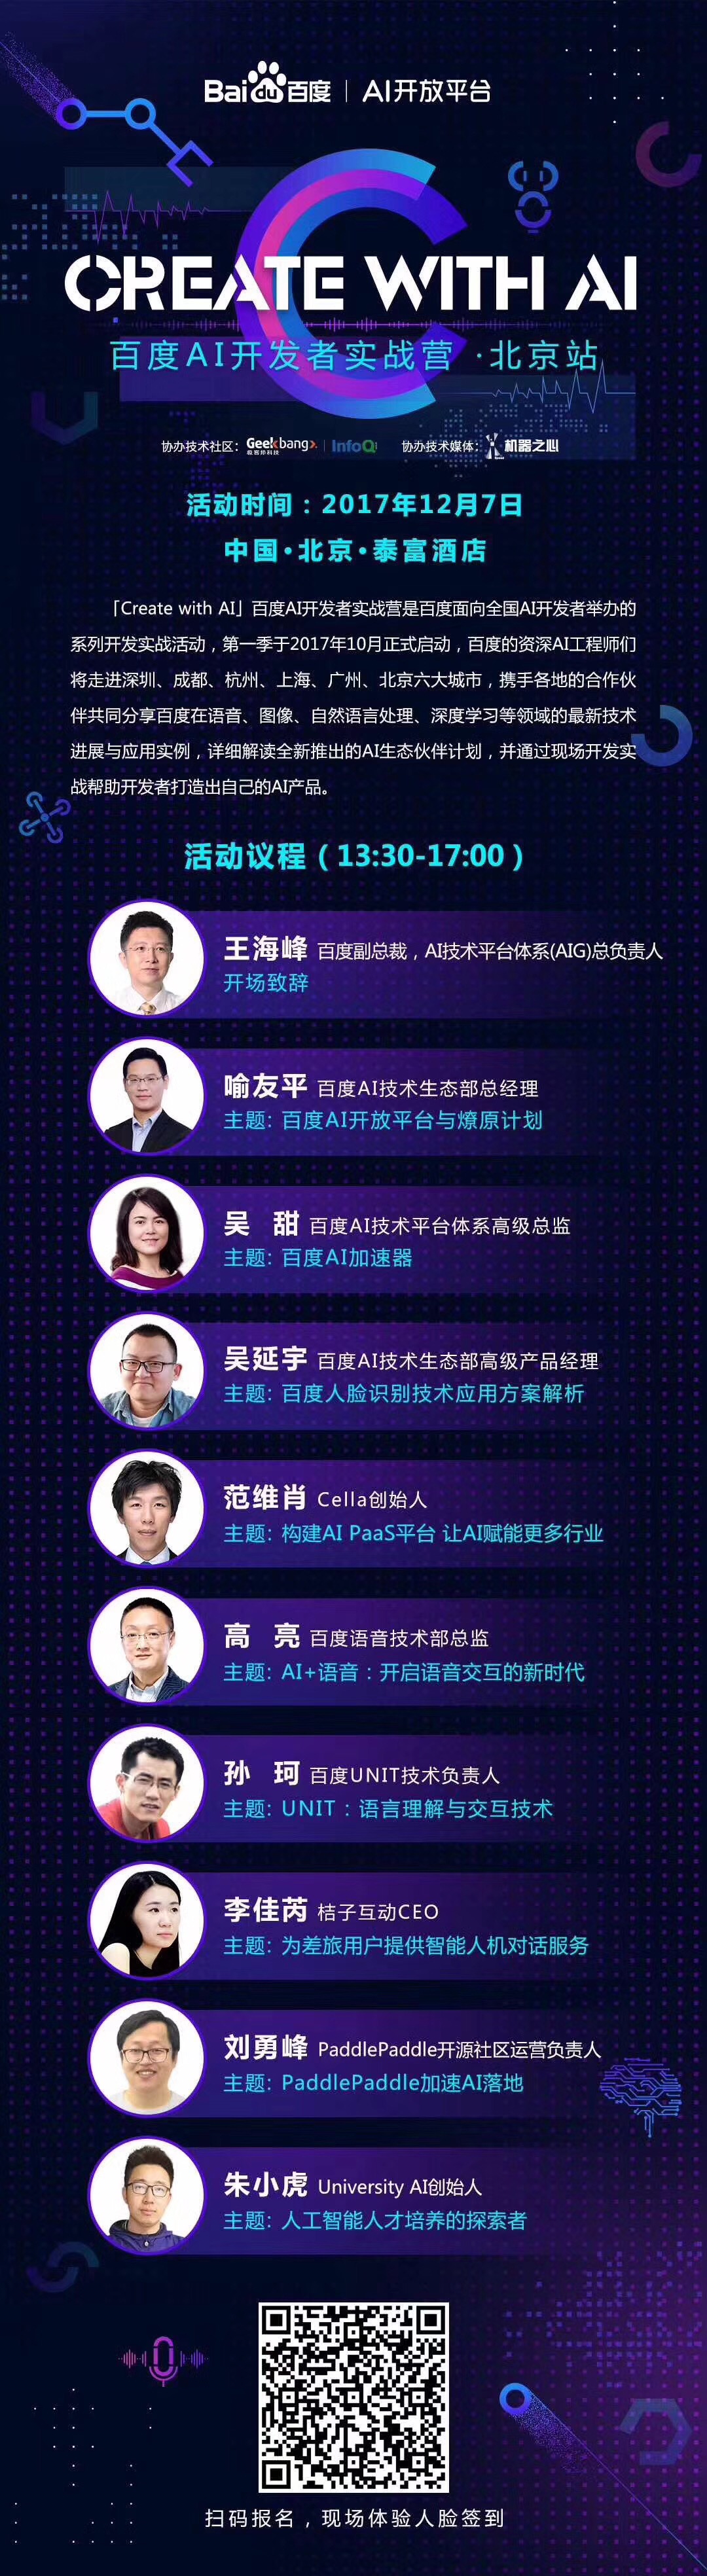 Bai du 百度 | AI开放平台
CREATE WITH AI
百度AI开发者实战营 ·北京站
协办技术社区: Geekbang>. 极客邦科技 | InfoQ 协办技术媒体: 机器之心
活动时间：2017年12月7日
中国·北京·泰富酒店
「Create with AI」百度AI开发者实战营是百度面向全国AI开发者举办的
系列开发实战活动，第一季于2017年10月正式启动，百度的资深AI工程师们
将走进深圳、成都、杭州、上海、广州、北京六大城市，携手各地的合作伙
伴共同分享百度在语音、图像、自然语言处理、深度学习等领域的最新技术
进展与应用实例，详细解读全新推出的AI生态伙伴计划，并通过现场开发实
战帮助开发者打造出自己的AI产品。
活动议程（13:30-17:00）
王海峰 百度副总裁，AI技术平台体系(AIG)总负责人
开场致辞
喻友平 百度AI技术生态部总经理
主题: 百度AI开放平台与燎原计划
吴 甜 百度AI技术平台体系高级总监
主题: 百度AI加速器
吴延宇 百度AI技术生态部高级产品经理
主题: 百度人脸识别技术应用方案解析
范维肖 Cella创始人
主题: 构建AI PaaS平台 让AI赋能更多行业
高 亮 百度语音技术部总监
主题: AI+语音：开启语音交互的新时代
孙 珂 百度UNIT技术负责人
主题: UNIT：语言理解与交互技术
李佳芮 桔子互动CEO
主题: 为差旅用户提供智能人机对话服务
刘勇峰 PaddlePaddle开源社区运营负责人
主题: PaddlePaddle加速AI落地
朱小虎 University AI创始人
主题: 人工智能人才培养的探索者
扫码报名，现场体验人脸签到